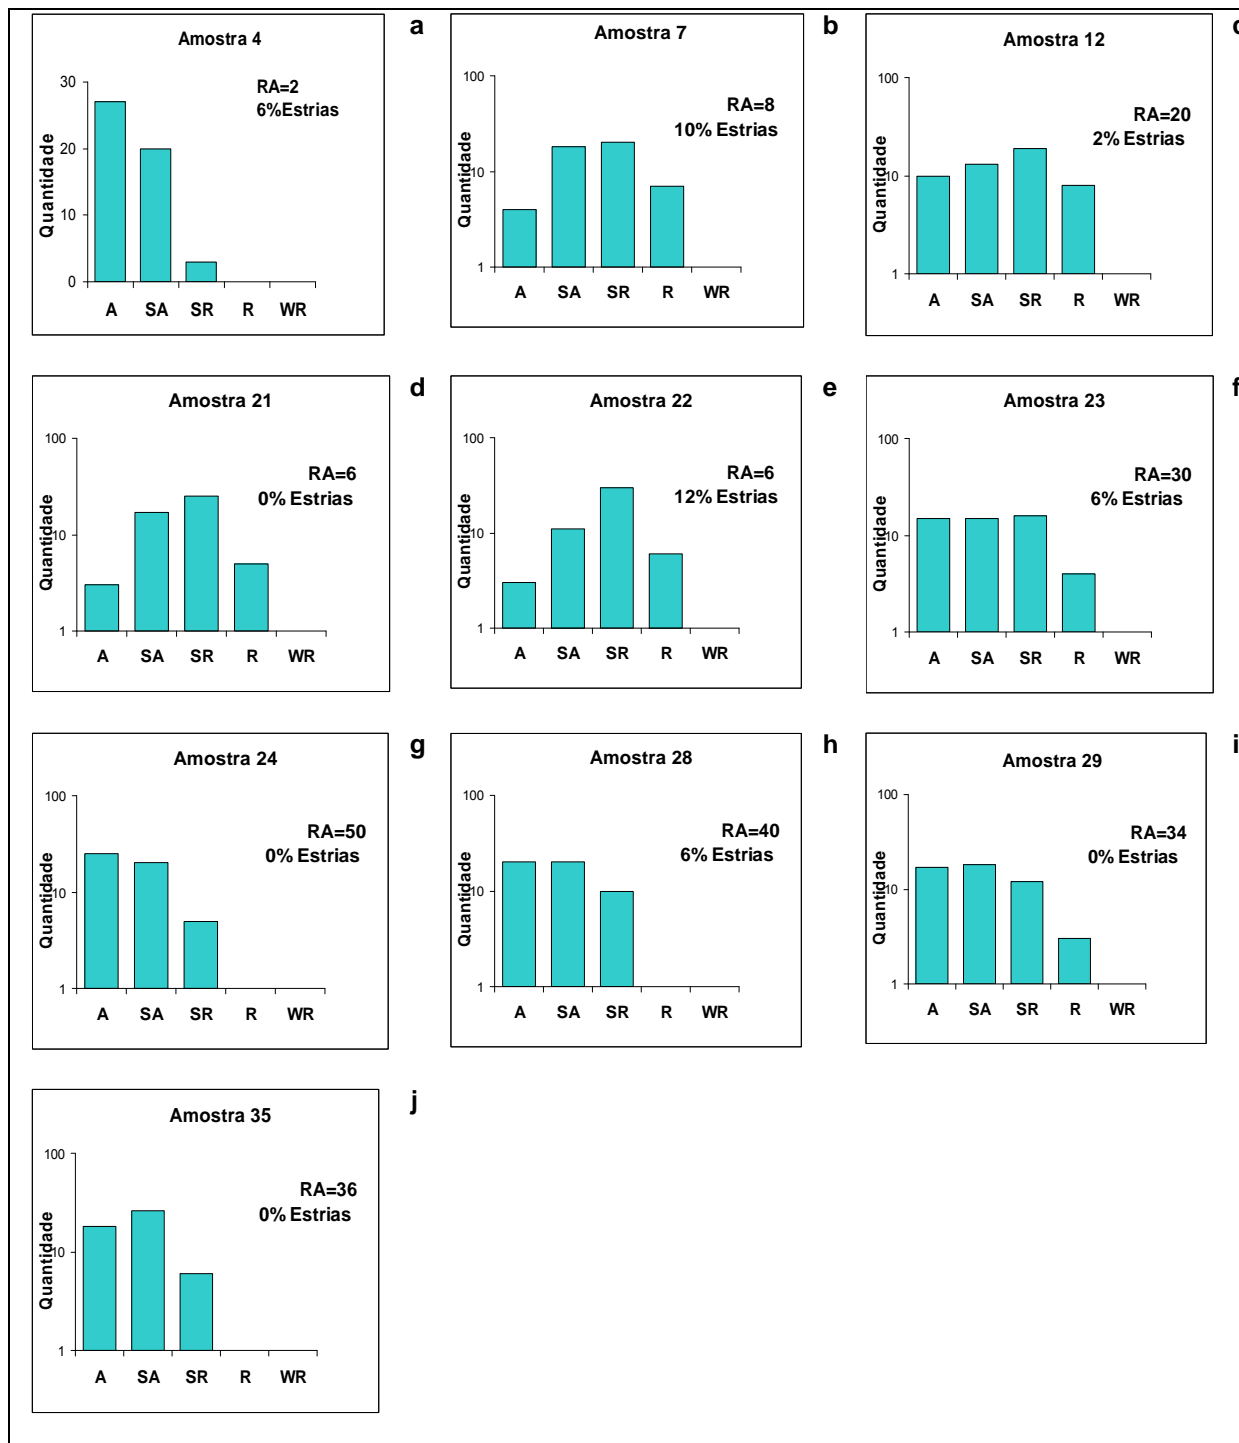 Amostra 4
a
RA=2
6%Estrias
Quantidade
30
20
10
0
A SA SR R WR
Amostra 7
b
RA=8
10% Estrias
Quantidade
100
10
1
A SA SR R WR
Amostra 12
c
RA=20
2% Estrias
Quantidade
100
10
1
A SA SR R WR
Amostra 21
d
RA=6
0% Estrias
Quantidade
100
10
1
A SA SR R WR
Amostra 22
e
RA=6
12% Estrias
Quantidade
100
10
1
A SA SR R WR
Amostra 23
f
RA=30
6% Estrias
Quantidade
100
10
1
A SA SR R WR
Amostra 24
g
RA=50
0% Estrias
Quantidade
100
10
1
A SA SR R WR
Amostra 28
h
RA=40
6% Estrias
Quantidade
100
10
1
A SA SR R WR
Amostra 29
i
RA=34
0% Estrias
Quantidade
100
10
1
A SA SR R WR
Amostra 35
j
RA=36
0% Estrias
Quantidade
100
10
1
A SA SR R WR